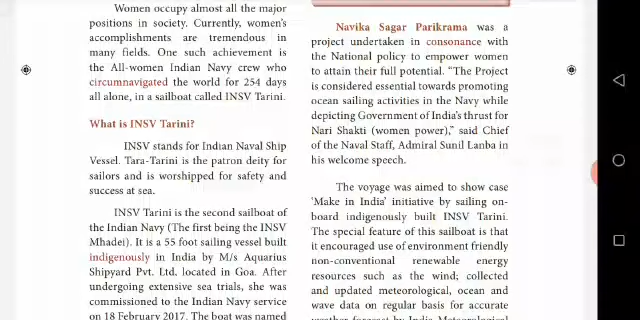 Women occupy almost all the major
positions in society. Currently, women's
accomplishments are tremendous in
many fields. One such achievement is
the All-women Indian Navy crew who
circumnavigated the world for 254 days
all alone, in a sailboat called INSV Tarini.
What is INSV Tarini?
INSV stands for Indian Naval Ship
Vessel. Tara-Tarini is the patron deity for
sailors and is worshipped for safety and
success at sea.
INSV Tarini is the second sailboat of
the Indian Navy (The first being the INSV
Mhadei). It is a 55 foot sailing vessel built
indigenously in India by M/s Aquarius
Shipyard Pvt. Ltd, located in Goa. After
undergoing extensive sea trials, she was
commissioned to the Indian Navy service
on 18 February 2017. The boat was named
Navika Sagar Parikrama was a
project undertaken in consonance with
the National policy to empower women
to attain their full potential. "The Project
is considered essential towards promoting
ocean sailing activities in the Navy while
depicting Government of India's thrust for
Nari Shakti (women power)," said Chief
of the Naval Staff, Admiral Sunil Lanba in
his welcome speech.
The voyage was aimed to show case
'Make in India' initiative by sailing on-
board indigenously built INSV Tarini.
The special feature of this sailboat is that
it encouraged use of environment friendly
non-conventional renewable energy
resources such as the wind; collected
and updated meteorological, ocean and
wave data on regular basis for accurate
weather forecast by India Meteorological